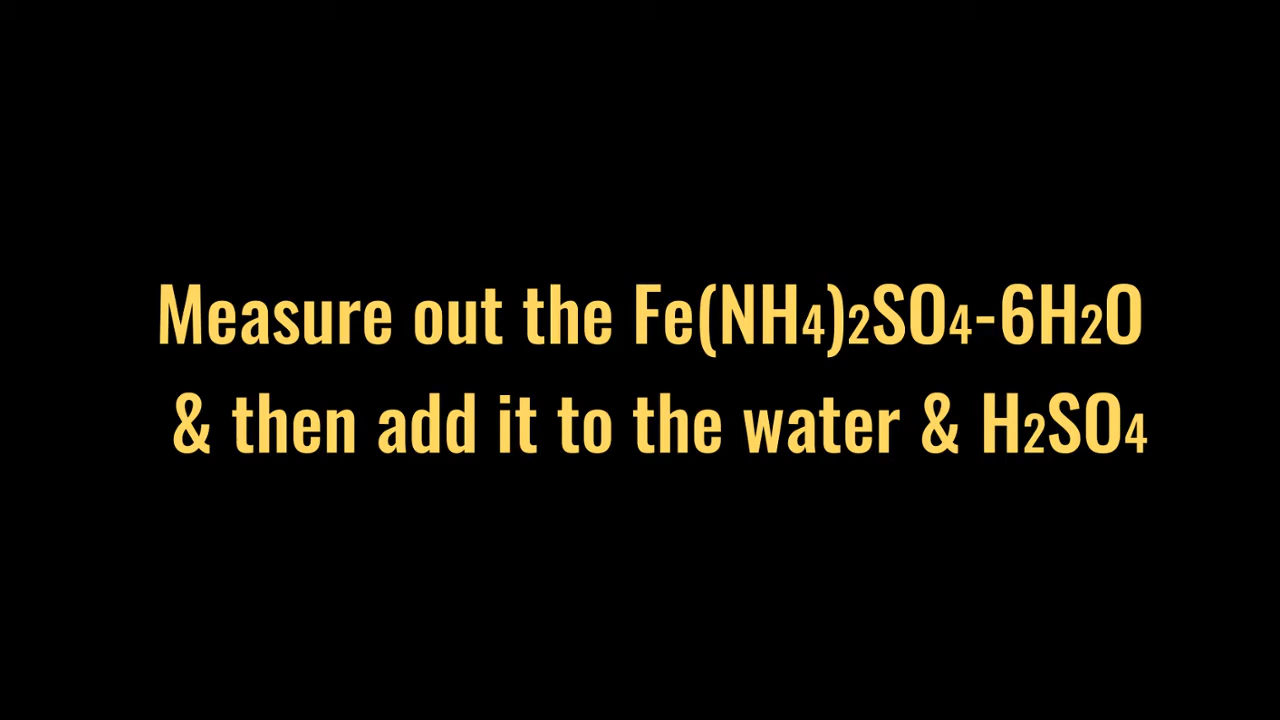 Measure out the Fe(NH4)2SO4-6H2O
& then add it to the water & H2SO4